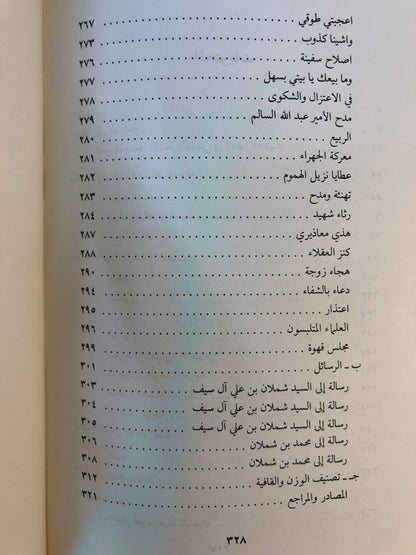 اعجبتي طوقي . . . . . . . . . . . . . . . . . . . . ٢٦٧
واشينا كذوب . . . . . . . . . . . . . . . . . . . . ٢٧٣
اصلاح سفينة . . . . . . . . . . . . . . . . . . . . ٢٧٦
وما بيعك يا بيتي بسهل . . . . . . . . . . . . . . . ٢٧٧
في الاعتزال والشكوى . . . . . . . . . . . . . . . . ٢٧٨
مدح الأمير عبد الله السالم . . . . . . . . . . . . . ٢٧٩
الربيع . . . . . . . . . . . . . . . . . . . . . . . ٢٨٠
معركة الجهراء . . . . . . . . . . . . . . . . . . . ٢٨١
عطايا نزيل الهموم . . . . . . . . . . . . . . . . . ٢٨٢
تهنئة ومدح . . . . . . . . . . . . . . . . . . . . . ٢٨٣
رثاء شهيد . . . . . . . . . . . . . . . . . . . . . ٢٨٤
هذي معاذيري . . . . . . . . . . . . . . . . . . . . ٢٨٧
كنز العقلاء . . . . . . . . . . . . . . . . . . . . ٢٨٨
هجاء زوجة . . . . . . . . . . . . . . . . . . . . . ٢٩٠
دعاء بالشفاء . . . . . . . . . . . . . . . . . . . . ٢٩٤
اعتذار . . . . . . . . . . . . . . . . . . . . . . . ٢٩٥
العلماء المتلبسون . . . . . . . . . . . . . . . . . ٢٩٦
مجلس قهوة . . . . . . . . . . . . . . . . . . . . . ٢٩٩
ب ـ الرسائل . . . . . . . . . . . . . . . . . . . . ٣٠١
رسالة إلى السيد شملان بن علي آل سيف . . . . . . . . ٣٠٣
رسالة إلى السيد شملان بن علي آل سيف . . . . . . . . ٣٠٤
رسالة إلى السيد شملان بن علي آل سيف . . . . . . . . ٣٠٥
رسالة إلى محمد بن شملان . . . . . . . . . . . . . . ٣٠٦
رسالة إلى محمد بن شملان . . . . . . . . . . . . . . ٣٠٨
جـ ـ تصنيف الوزن والقافية . . . . . . . . . . . . . ٣١٢
المصادر والمراجع . . . . . . . . . . . . . . . . . . ٣٢١
٣٢٨